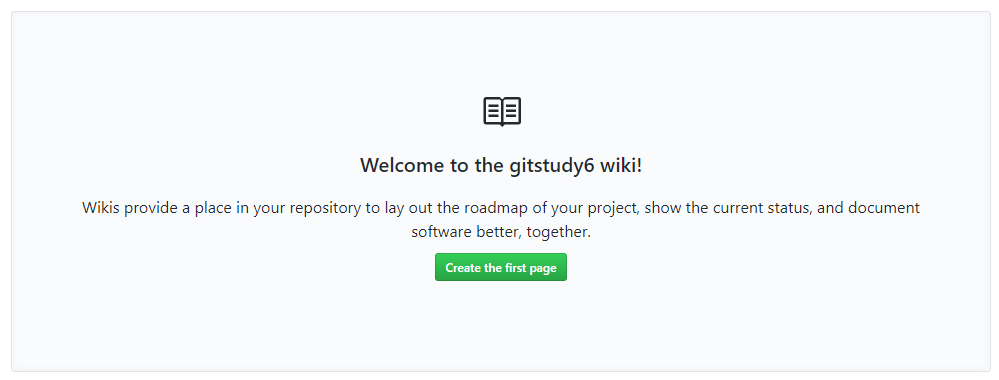 Welcome to the gitstudy6 wiki!
Wikis provide a place in your repository to lay out the roadmap of your project, show the current status, and document
software better, together.
Create the first page